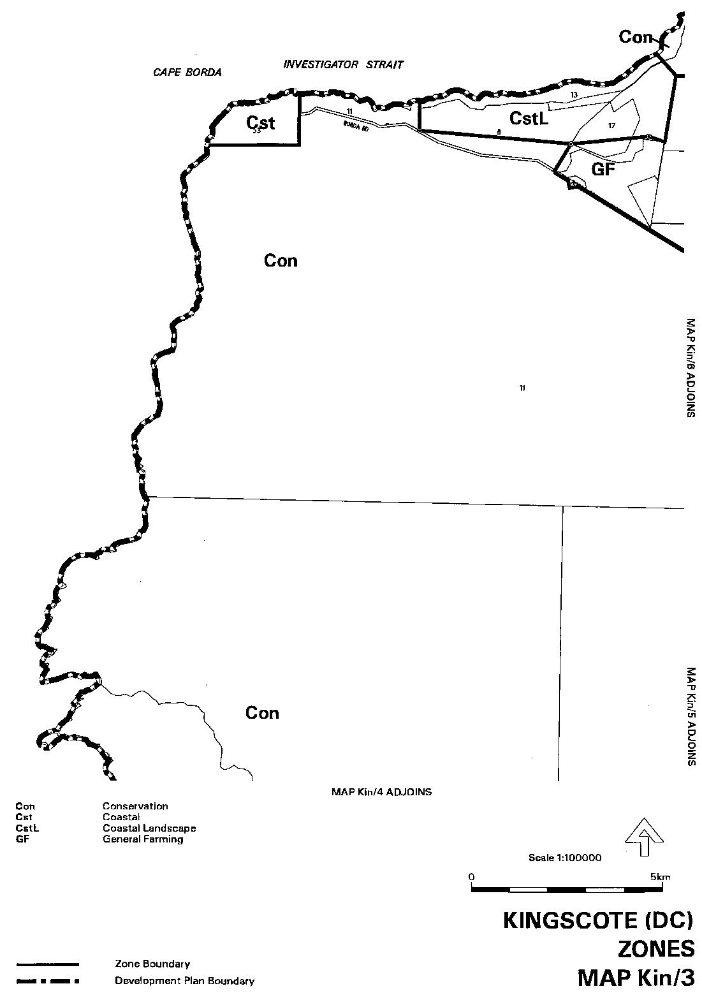 Con
INVESTIGATOR STRAIT
CAPE BORDA
13
11
CstL
Cst
53
BORDA RD
17
8
GF
Con
MAP Kin/6 ADJOINS
11
MAP Kin/5 ADJOINS
Con
MAP Kin/4 ADJOINS
Con Conservation
Cst Coastal
CstL Coastal Landscape
GF General Farming
Scale 1:100000
0 5km
KINGSCOTE (DC)
ZONES
MAP Kin/3
Zone Boundary
Development Plan Boundary